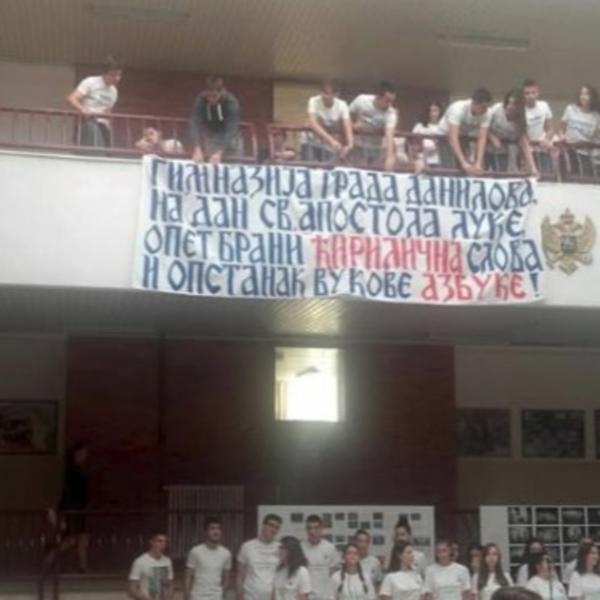 ГИМНАЗИЈА ГРАДА ДАНИЛОВА,
НА ДАН СВ. АПОСТОЛА ЛУКЕ,
ОПЕТ БРАНИ ЋИРИЛИЧНА СЛОВА
И ОПСТАНАК ВУКОВЕ АЗБУКЕ!